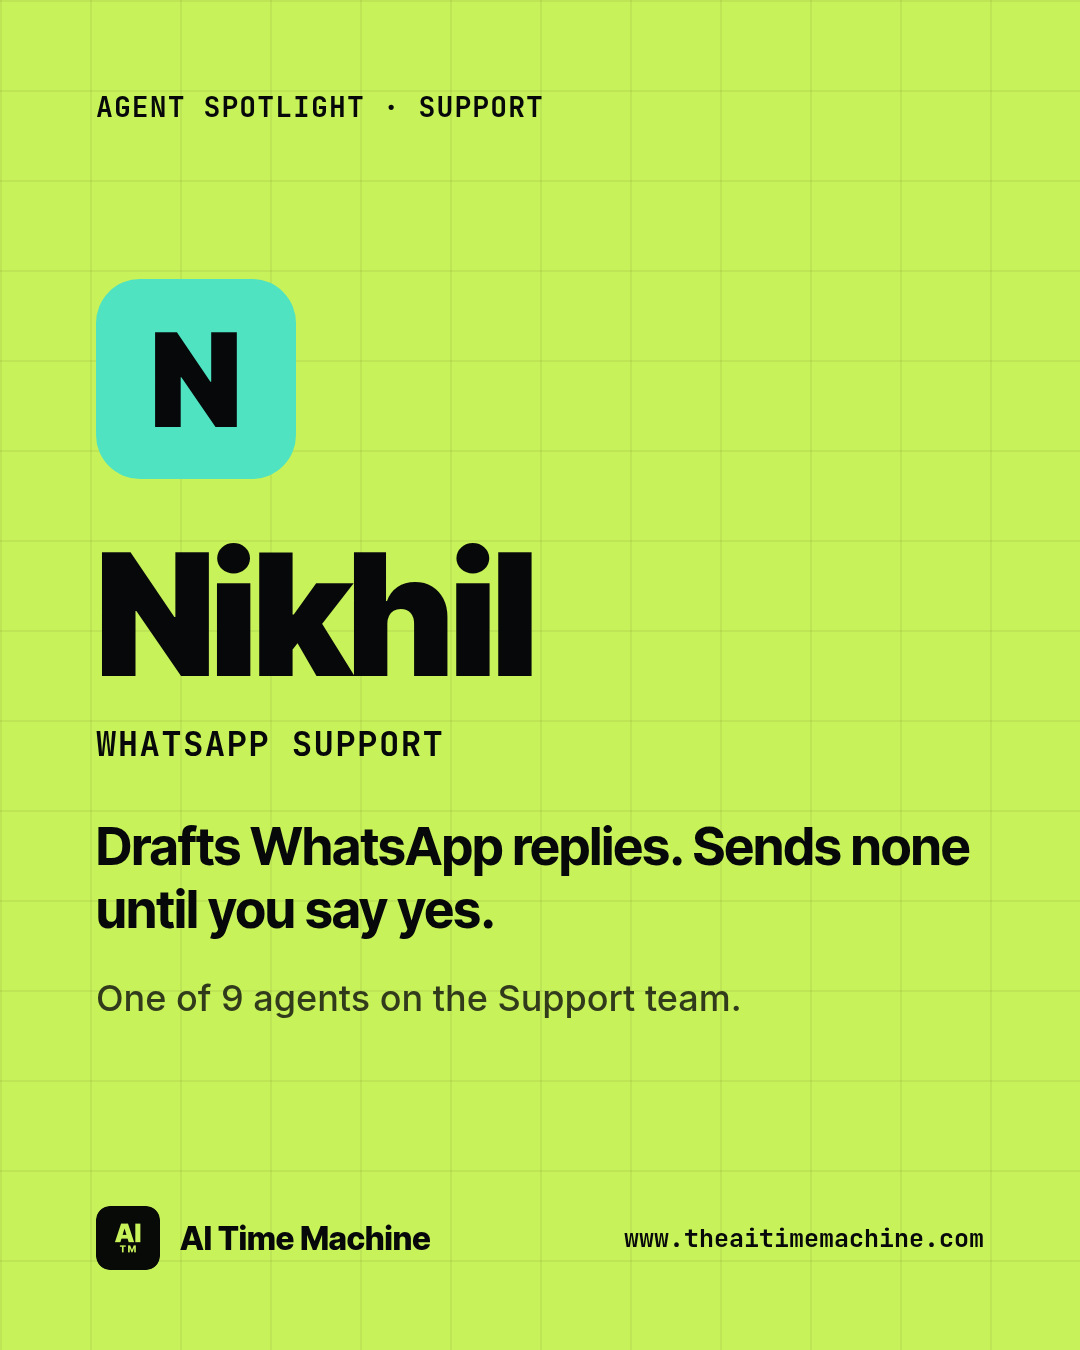 AGENT SPOTLIGHT · SUPPORT
N
Nikhil
WHATSAPP SUPPORT
Drafts WhatsApp replies. Sends none
until you say yes.
One of 9 agents on the Support team.
AI
TM
AI Time Machine
www.theaitimemachine.com